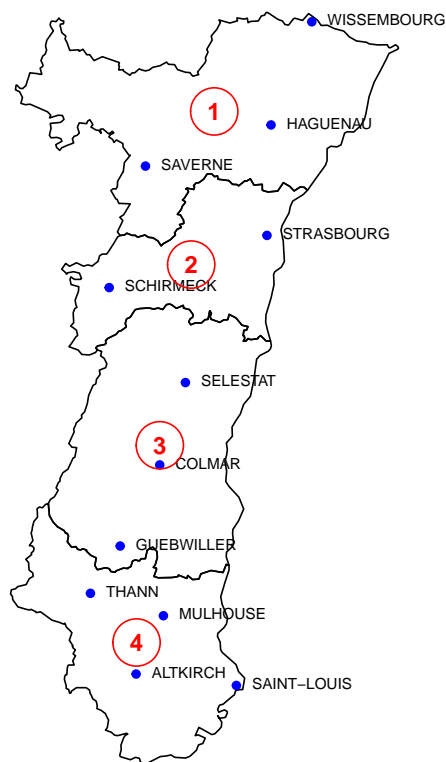 WISSEMBOURG
1
HAGUENAU
SAVERNE
STRASBOURG
2
SCHIRMECK
SELESTAT
3
COLMAR
GUEBWILLER
THANN
MULHOUSE
4
ALTKIRCH
SAINT–LOUIS